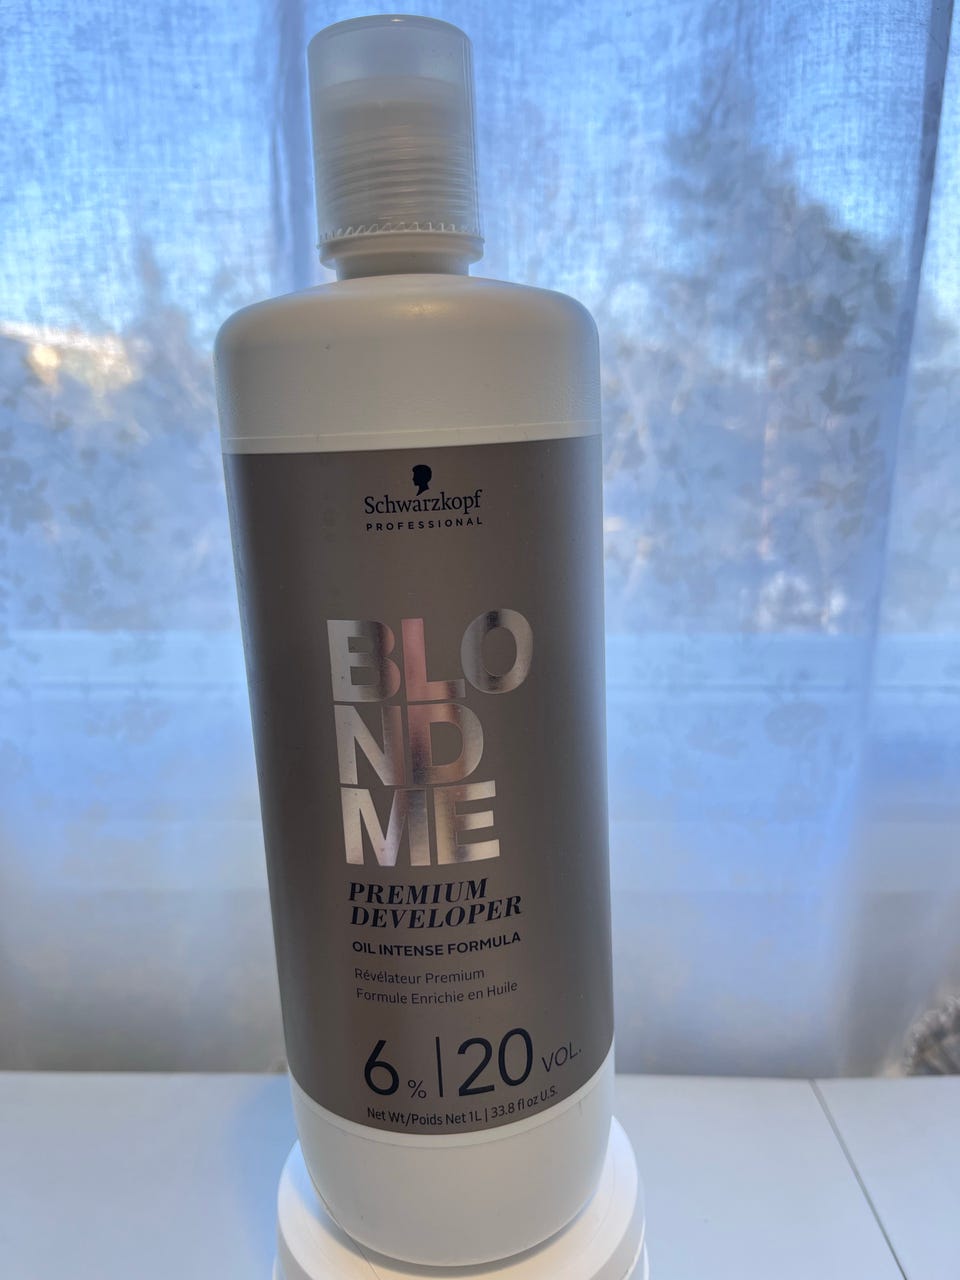 Schwarzkopf
PROFESSIONAL
BLO
ND
ME
PREMIUM
DEVELOPER
OIL INTENSE FORMULA
Révélateur Premium
Formule Enrichie en Huile
6% | 20 VOL.
Net Wt/Poids Net 1L | 33.8 fl oz U.S.